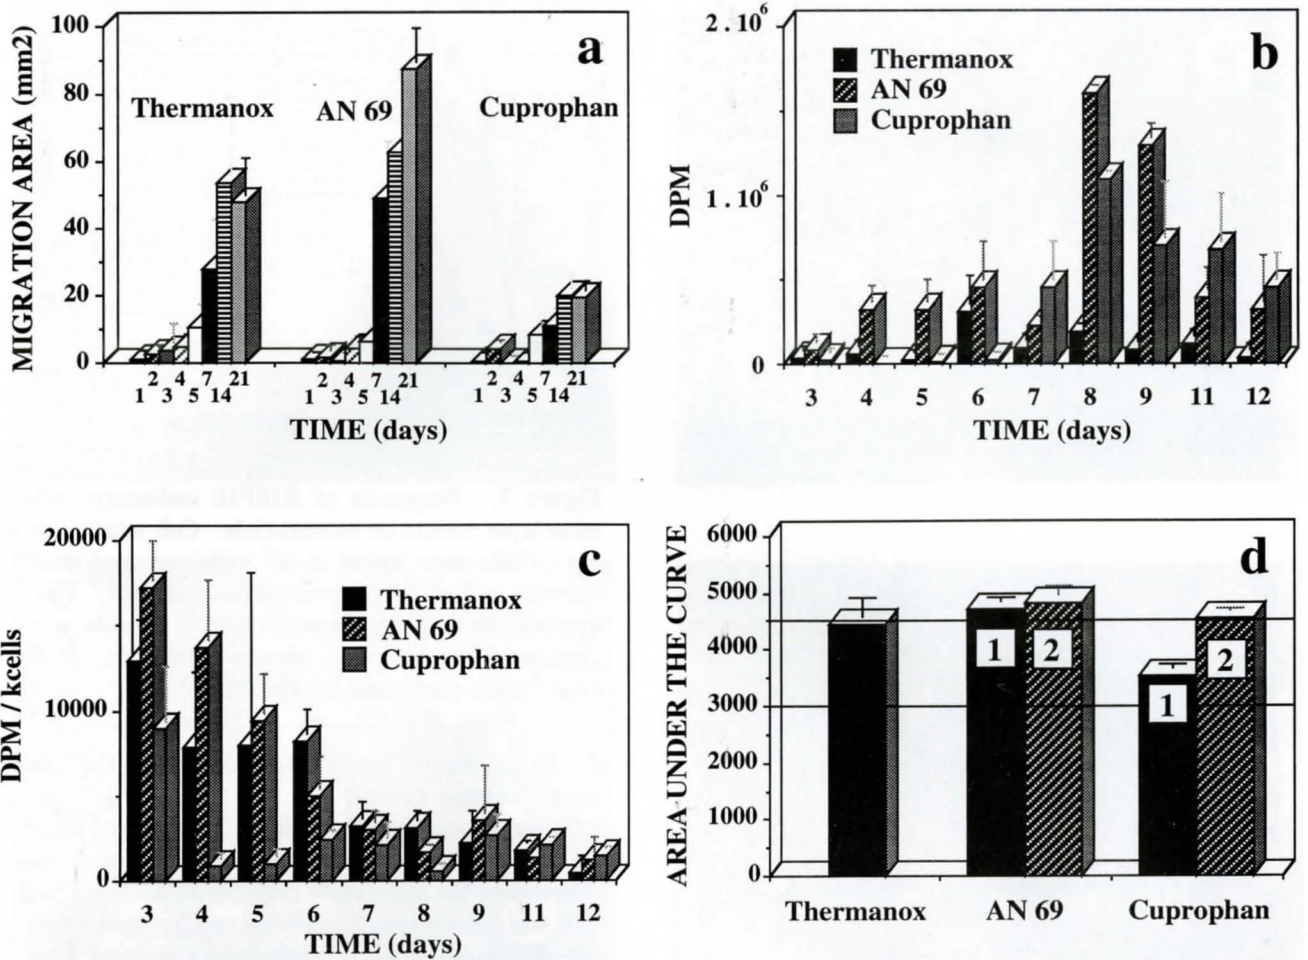 a
MIGRATION AREA (mm2)
100
80
60
40
20
0
Thermanox
AN 69
Cuprophan
2 4 7 21 2 4 7 21 2 4 7 21
1 3 5 14 1 3 5 14 1 3 5 14
TIME (days)
b
DPM
2.10^6
1.10^6
0
Thermanox
AN 69
Cuprophan
3 4 5 6 7 8 9 11 12
TIME (days)
c
DPM / kcells
20000
10000
0
Thermanox
AN 69
Cuprophan
3 4 5 6 7 8 9 11 12
TIME (days)
d
AREA UNDER THE CURVE
6000
5000
4000
3000
2000
1000
0
1 2
1 2
Thermanox AN 69 Cuprophan